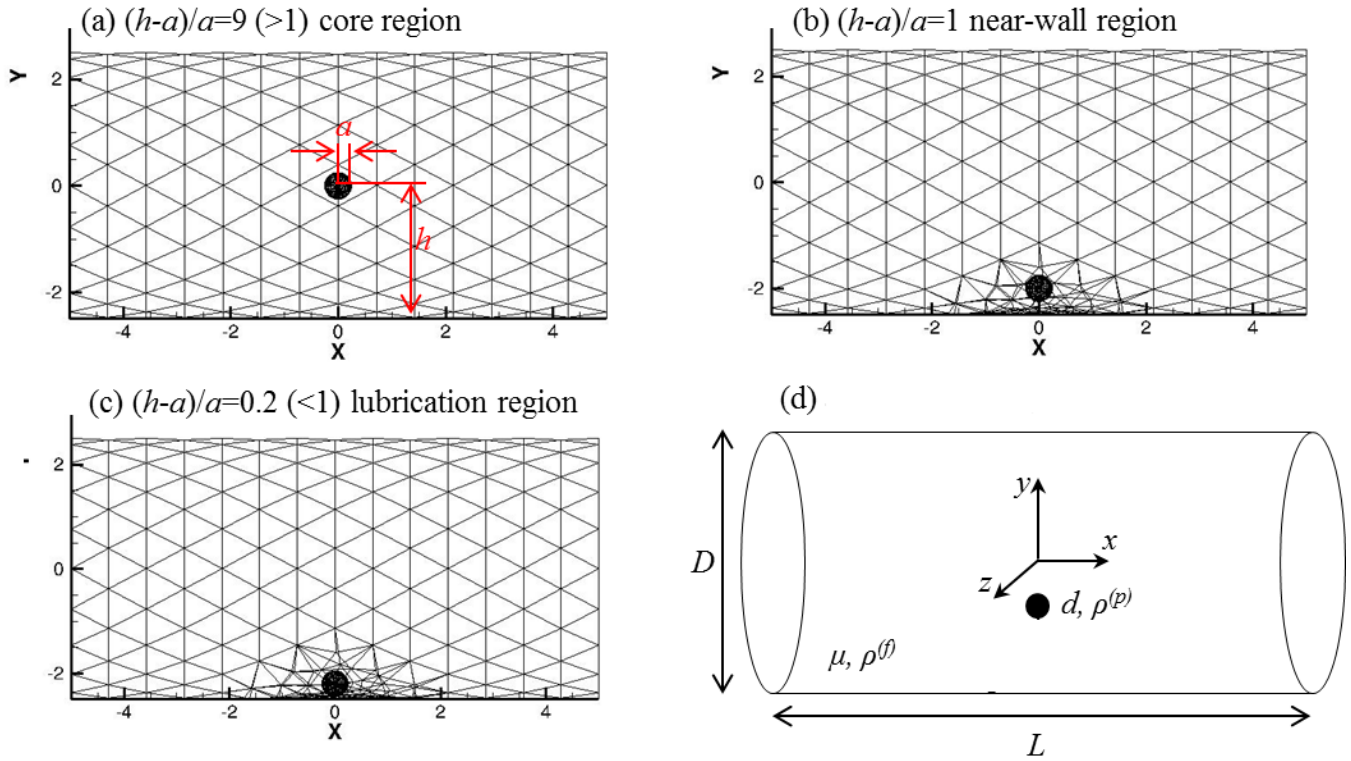 (a) (h-a)/a=9 (>1) core region
Y
2
0
-2
-4
-2
0
2
4
X
a
h
(b) (h-a)/a=1 near-wall region
Y
2
0
-2
-4
-2
0
2
4
X
(c) (h-a)/a=0.2 (<1) lubrication region
2
0
-2
-4
-2
0
2
4
X
(d)
D
y
x
z
d, ρ(p)
μ, ρ(f)
L